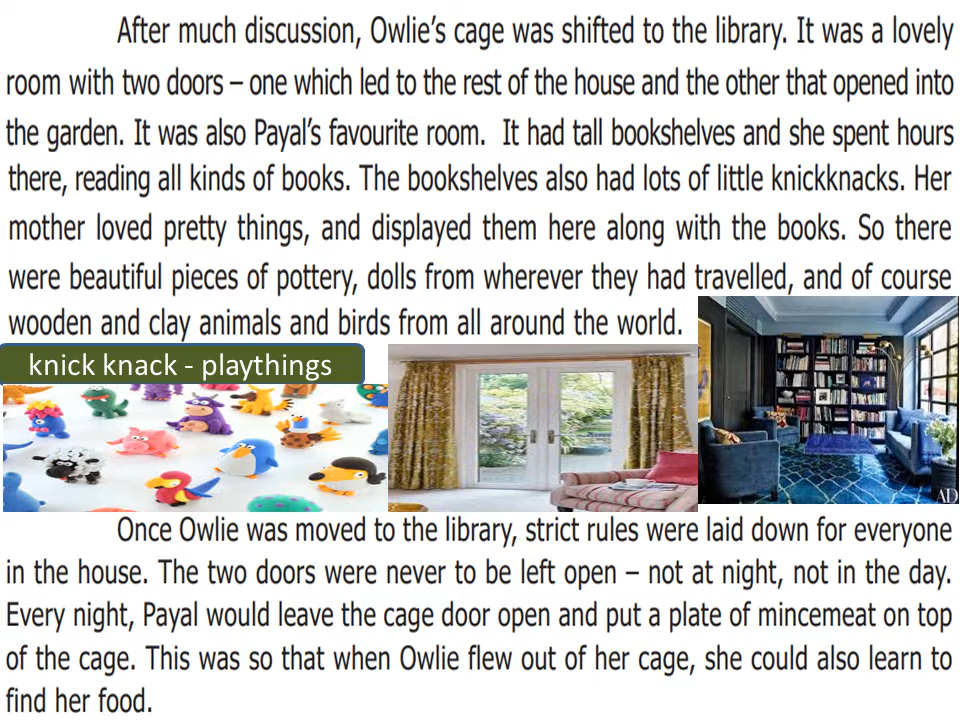 After much discussion, Owlie’s cage was shifted to the library. It was a lovely
room with two doors – one which led to the rest of the house and the other that opened into
the garden. It was also Payal’s favourite room. It had tall bookshelves and she spent hours
there, reading all kinds of books. The bookshelves also had lots of little knickknacks. Her
mother loved pretty things, and displayed them here along with the books. So there
were beautiful pieces of pottery, dolls from wherever they had travelled, and of course
wooden and clay animals and birds from all around the world.
knick knack - playthings
AD
Once Owlie was moved to the library, strict rules were laid down for everyone
in the house. The two doors were never to be left open – not at night, not in the day.
Every night, Payal would leave the cage door open and put a plate of mincemeat on top
of the cage. This was so that when Owlie flew out of her cage, she could also learn to
find her food.